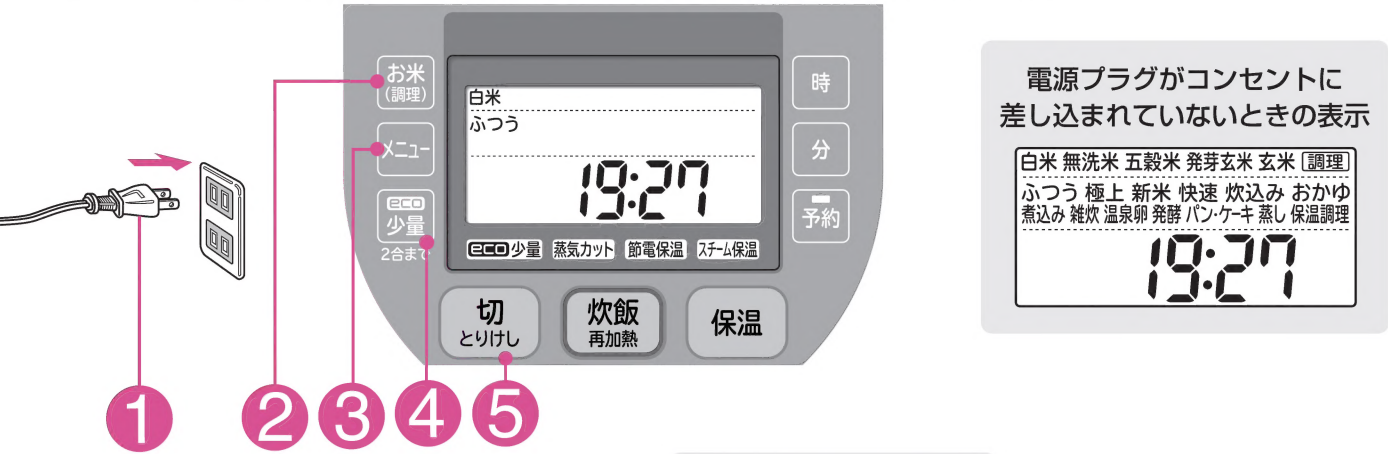 お米
(調理)
メニュー
eco
少量
2合まで
白米
ふつう
19:27
eco少量 蒸気カット 節電保温 スチーム保温
時
分
予約
切
とりけし
炊飯
再加熱
保温
1 2 3 4 5
電源プラグがコンセントに
差し込まれていないときの表示
白米 無洗米 五穀米 発芽玄米 玄米 調理
ふつう 極上 新米 快速 炊込み おかゆ
煮込み 雑炊 温泉卵 発酵 パン・ケーキ 蒸し 保温調理
19:27